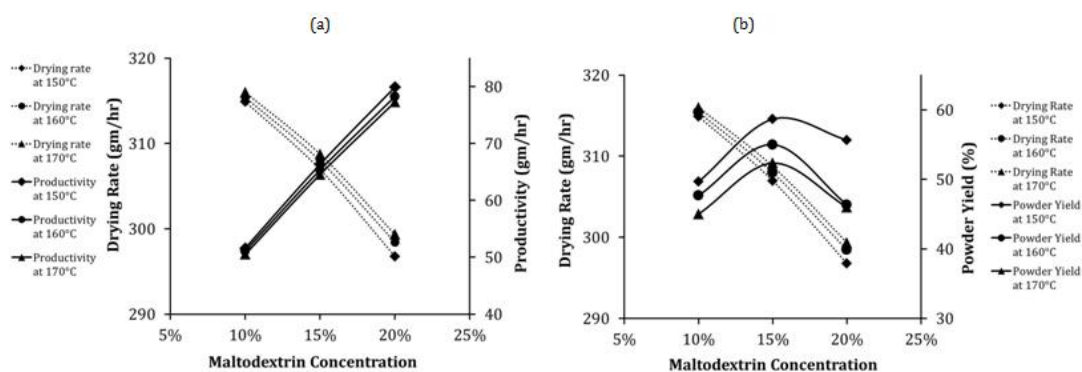 (a)
Drying rate
at 150°C
Drying rate
at 160°C
Drying rate
at 170°C
Productivity
at 150°C
Productivity
at 160°C
Productivity
at 170°C
Drying Rate (gm/hr)
320
310
300
290
5%
10%
15%
20%
25%
Maltodextrin Concentration
80
70
60
50
40
Productivity (gm/hr)
(b)
Drying Rate (gm/hr)
320
310
300
290
5%
10%
15%
20%
25%
Maltodextrin Concentration
60
50
40
30
Powder Yield (%)
Drying Rate
at 150°C
Drying Rate
at 160°C
Drying Rate
at 170°C
Powder Yield
at 150°C
Powder Yield
at 160°C
Powder Yield
at 170°C